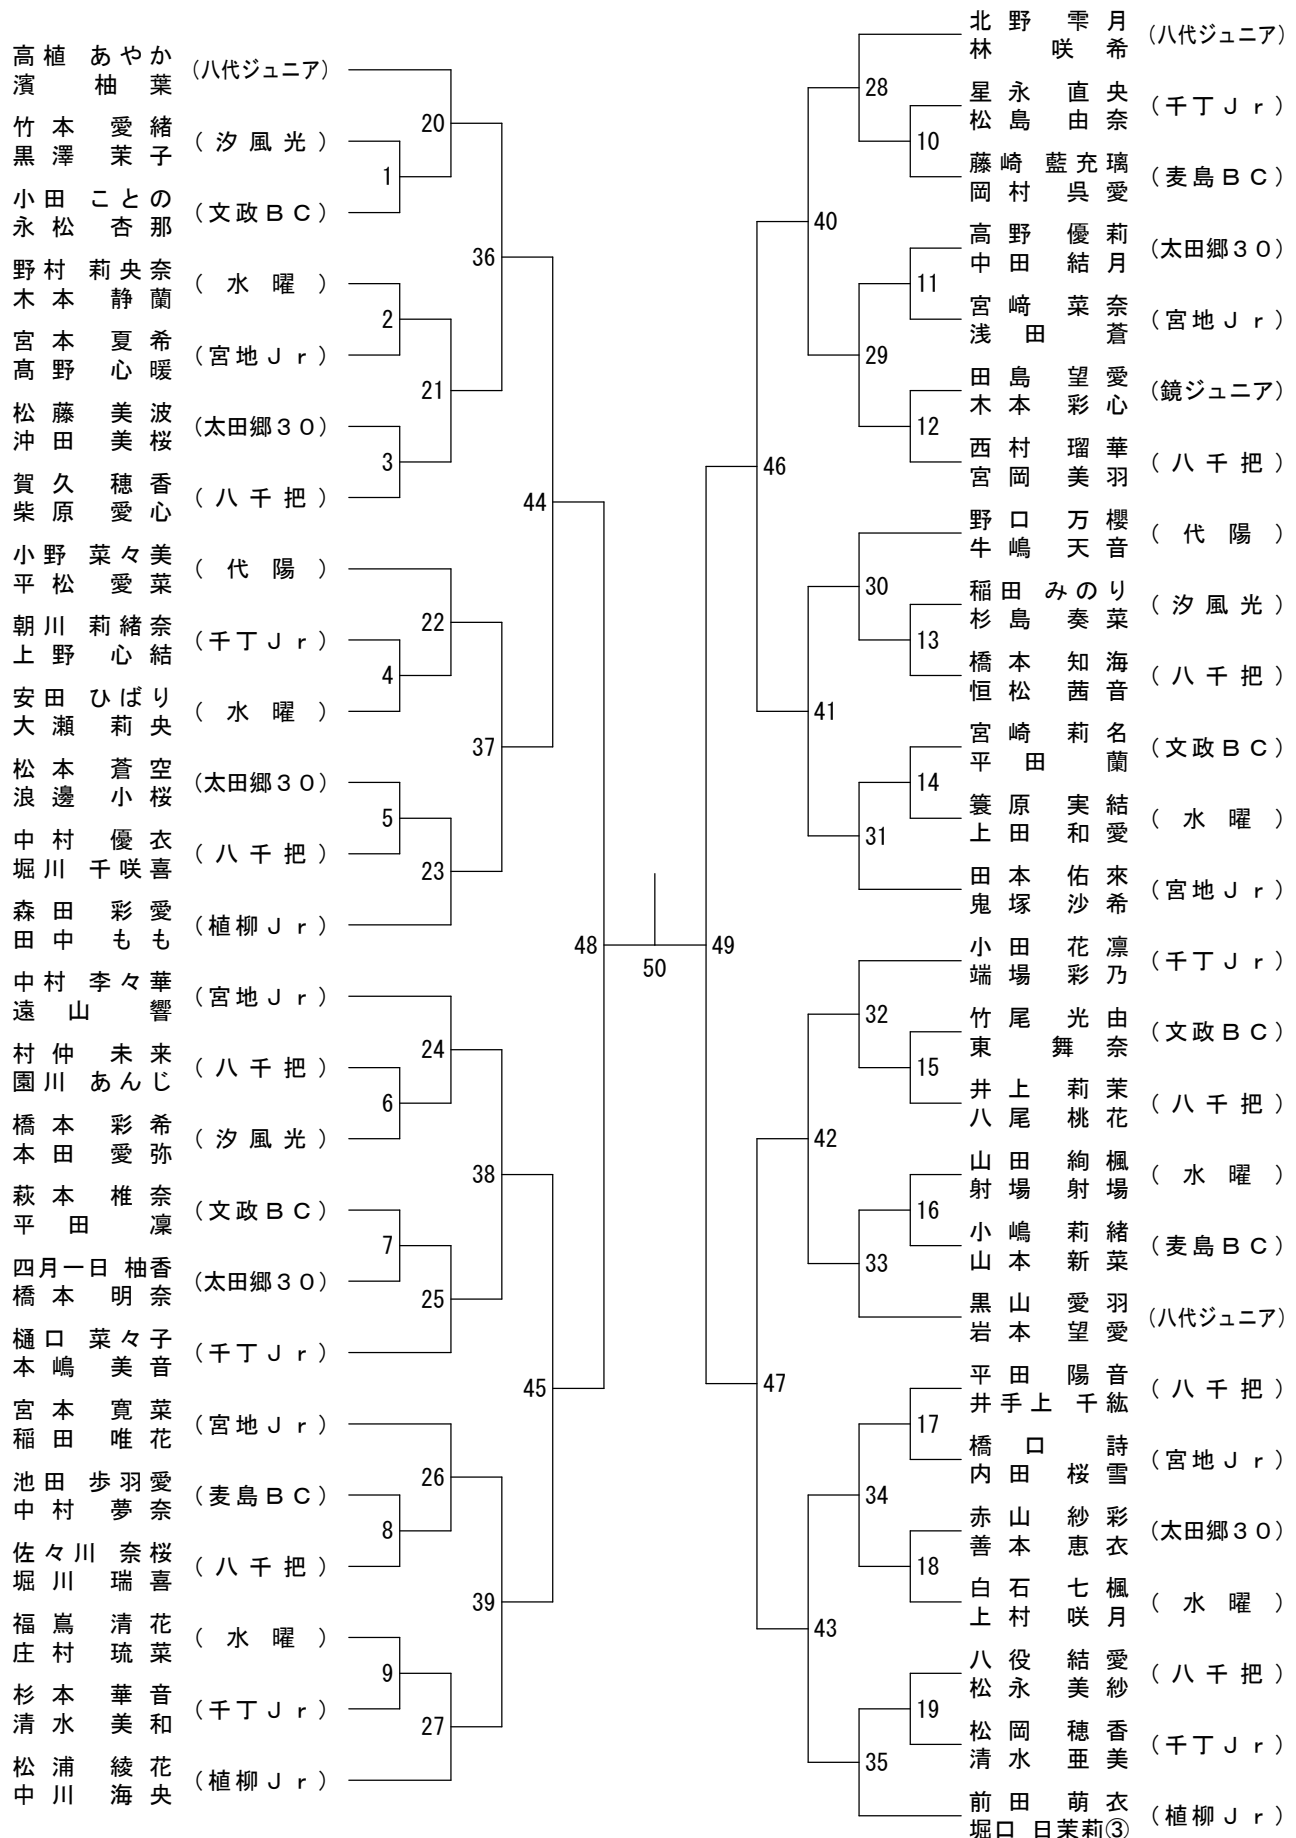 高植 あやか
濱 柚葉
(八代ジュニア)
竹本 愛緒
黒澤 茉子
(汐風光)
小田 ことの
永松 杏那
(文政BC)
野村 莉央奈
木本 静蘭
(水曜)
宮本 夏希
髙野 心暖
(宮地Jr)
松藤 美波
沖田 美桜
(太田郷30)
賀久 穂香
柴原 愛心
(八千把)
小野 菜々美
平松 愛菜
(代陽)
朝川 莉緒奈
上野 心結
(千丁Jr)
安田 ひばり
大瀬 莉央
(水曜)
松本 蒼空
浪邊 小桜
(太田郷30)
中村 優衣
堀川 千咲喜
(八千把)
森田 彩愛
田中 もも
(植柳Jr)
中村 李々華
遠山 響
(宮地Jr)
村仲 未来
園川 あんじ
(八千把)
橋本 彩希
本田 愛弥
(汐風光)
萩本 椎奈
平田 凜
(文政BC)
四月一日 柚香
橋本 明奈
(太田郷30)
樋口 菜々子
本嶋 美音
(千丁Jr)
宮本 寛菜
稲田 唯花
(宮地Jr)
池田 歩羽愛
中村 夢奈
(麦島BC)
佐々川 奈桜
堀川 瑞喜
(八千把)
福嶌 清花
庄村 琉菜
(水曜)
杉本 華音
清水 美和
(千丁Jr)
松浦 綾花
中川 海央
(植柳Jr)
1
2
3
4
5
6
7
8
9
20
21
22
23
24
25
26
27
36
37
38
39
44
45
48
50
49
46
47
40
41
42
43
28
29
30
31
32
33
34
35
10
11
12
13
14
15
16
17
18
19
北野 雫月
林 咲希
(八代ジュニア)
星永 直央
松島 由奈
(千丁Jr)
藤崎 藍充璃
岡村 呉愛
(麦島BC)
高野 優莉
中田 結月
(太田郷30)
宮﨑 菜奈
浅田 蒼
(宮地Jr)
田島 望愛
木本 彩心
(鏡ジュニア)
西村 瑠華
宮岡 美羽
(八千把)
野口 万櫻
牛嶋 天音
(代陽)
稲田 みのり
杉島 奏菜
(汐風光)
橋本 知海
恒松 茜音
(八千把)
宮崎 莉名
平田 蘭
(文政BC)
簑原 実結
上田 和愛
(水曜)
田本 佑來
鬼塚 沙希
(宮地Jr)
小田 花凛
端場 彩乃
(千丁Jr)
竹尾 光由
東 舞奈
(文政BC)
井上 莉茉
八尾 桃花
(八千把)
山田 絢楓
射場 射場
(水曜)
小嶋 莉緒
山本 新菜
(麦島BC)
黒山 愛羽
岩本 望愛
(八代ジュニア)
平田 陽音
井手上 千紘
(八千把)
橋口 詩
内田 桜雪
(宮地Jr)
赤山 紗彩
善本 恵衣
(太田郷30)
白石 七楓
上村 咲月
(水曜)
八役 結愛
松永 美紗
(八千把)
松岡 穂香
清水 亜美
(千丁Jr)
前田 萌衣
堀口 日茉莉③
(植柳Jr)